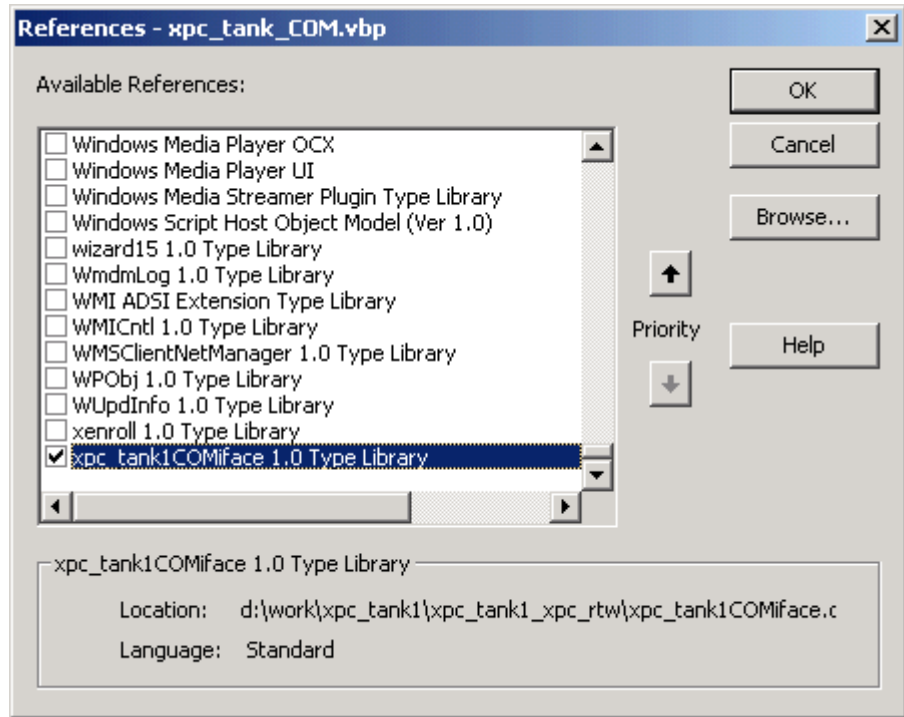 References - xpc_tank_COM.vbp
Available References:
OK
Cancel
Browse...
Priority
Help
Windows Media Player OCX
Windows Media Player UI
Windows Media Streamer Plugin Type Library
Windows Script Host Object Model (Ver 1.0)
wizard15 1.0 Type Library
WmdmLog 1.0 Type Library
WMI ADSI Extension Type Library
WMICntl 1.0 Type Library
WMSClientNetManager 1.0 Type Library
WPObj 1.0 Type Library
WUpdInfo 1.0 Type Library
xenroll 1.0 Type Library
xpc_tank1COMiface 1.0 Type Library
xpc_tank1COMiface 1.0 Type Library
Location: d:\work\xpc_tank1\xpc_tank1_xpc_rtw\xpc_tank1COMiface.c
Language: Standard